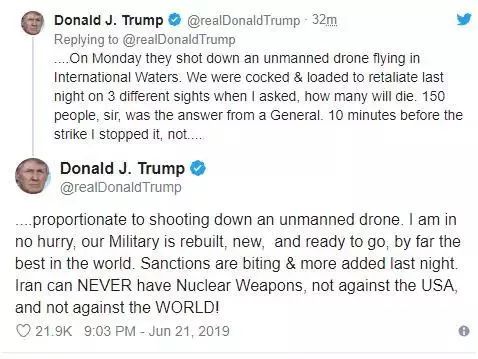 Donald J. Trump @realDonaldTrump · 32m
Replying to @realDonaldTrump
....On Monday they shot down an unmanned drone flying in
International Waters. We were cocked & loaded to retaliate last
night on 3 different sights when I asked, how many will die. 150
people, sir, was the answer from a General. 10 minutes before the
strike I stopped it, not....
Donald J. Trump
@realDonaldTrump
....proportionate to shooting down an unmanned drone. I am in
no hurry, our Military is rebuilt, new, and ready to go, by far the
best in the world. Sanctions are biting & more added last night.
Iran can NEVER have Nuclear Weapons, not against the USA,
and not against the WORLD!
21.9K 9:03 PM - Jun 21, 2019